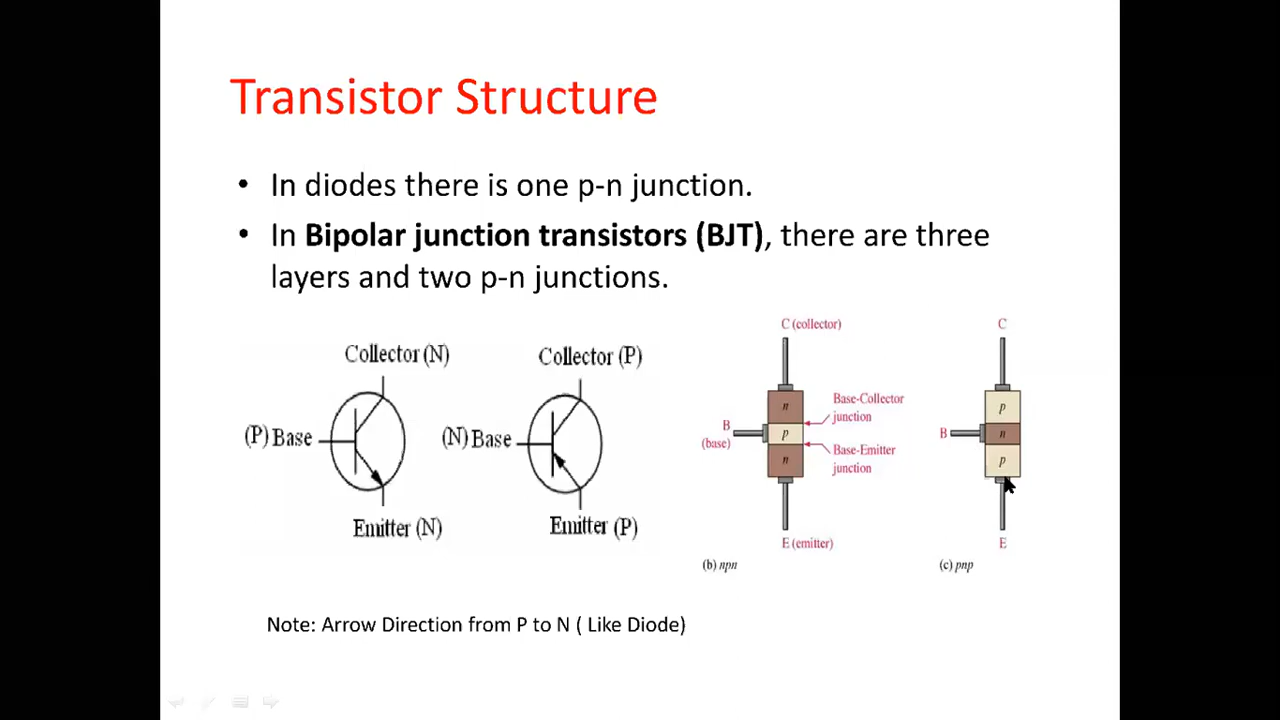 Transistor Structure
• In diodes there is one p-n junction.
• In Bipolar junction transistors (BJT), there are three
layers and two p-n junctions.
Collector (N)
(P) Base
Emitter (N)
Collector (P)
(N) Base
Emitter (P)
C (collector)
n
p
n
B
(base)
Base-Collector
junction
Base-Emitter
junction
E (emitter)
(b) npn
C
p
n
p
B
E
(c) pnp
Note: Arrow Direction from P to N ( Like Diode)